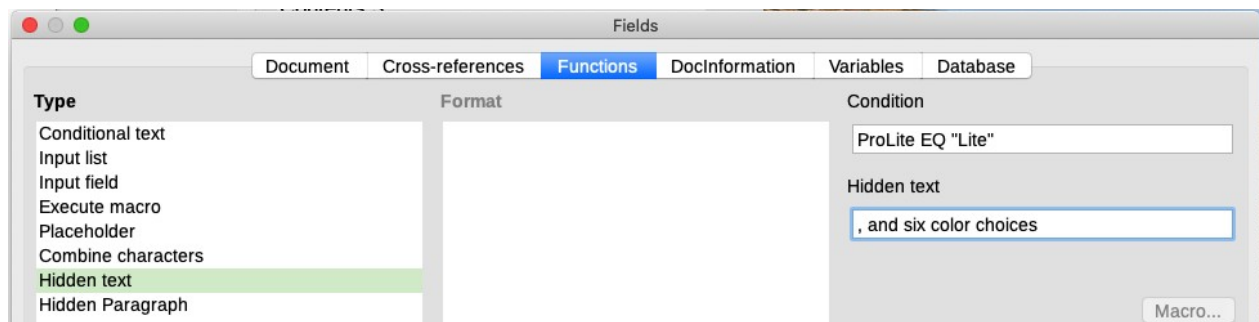 Fields
Document Cross-references Functions DocInformation Variables Database
Type Format Condition
Conditional text
ProLite EQ "Lite"
Input list
Input field
Hidden text
Execute macro
, and six color choices
Placeholder
Combine characters
Hidden text
Hidden Paragraph
Macro...